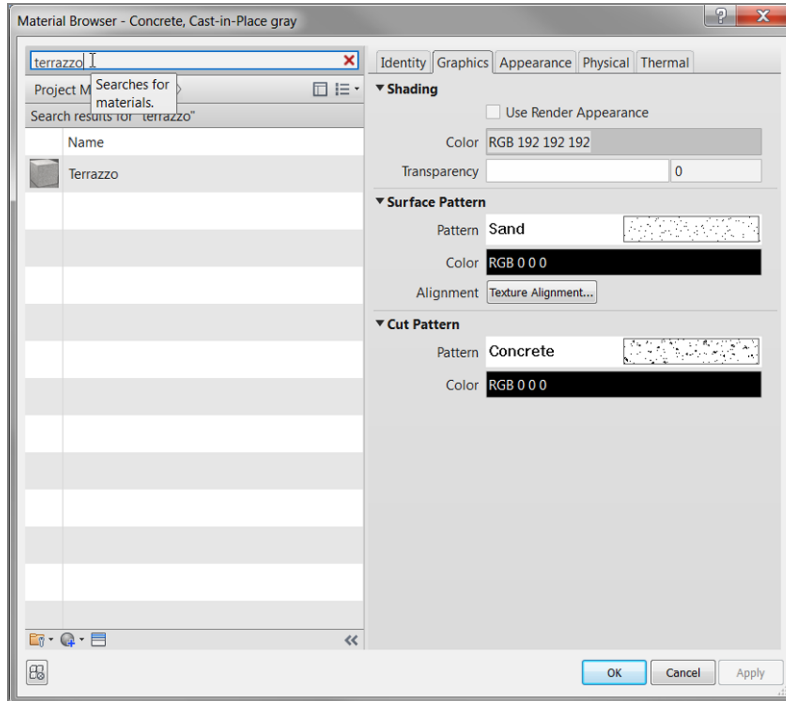 Material Browser - Concrete, Cast-in-Place gray
terrazzo
Searches for
materials.
Project M
Search results for "terrazzo"
Name
Terrazzo
Identity Graphics Appearance Physical Thermal
Shading
Use Render Appearance
Color RGB 192 192 192
Transparency 0
Surface Pattern
Pattern Sand
Color RGB 0 0 0
Alignment Texture Alignment...
Cut Pattern
Pattern Concrete
Color RGB 0 0 0
OK Cancel Apply